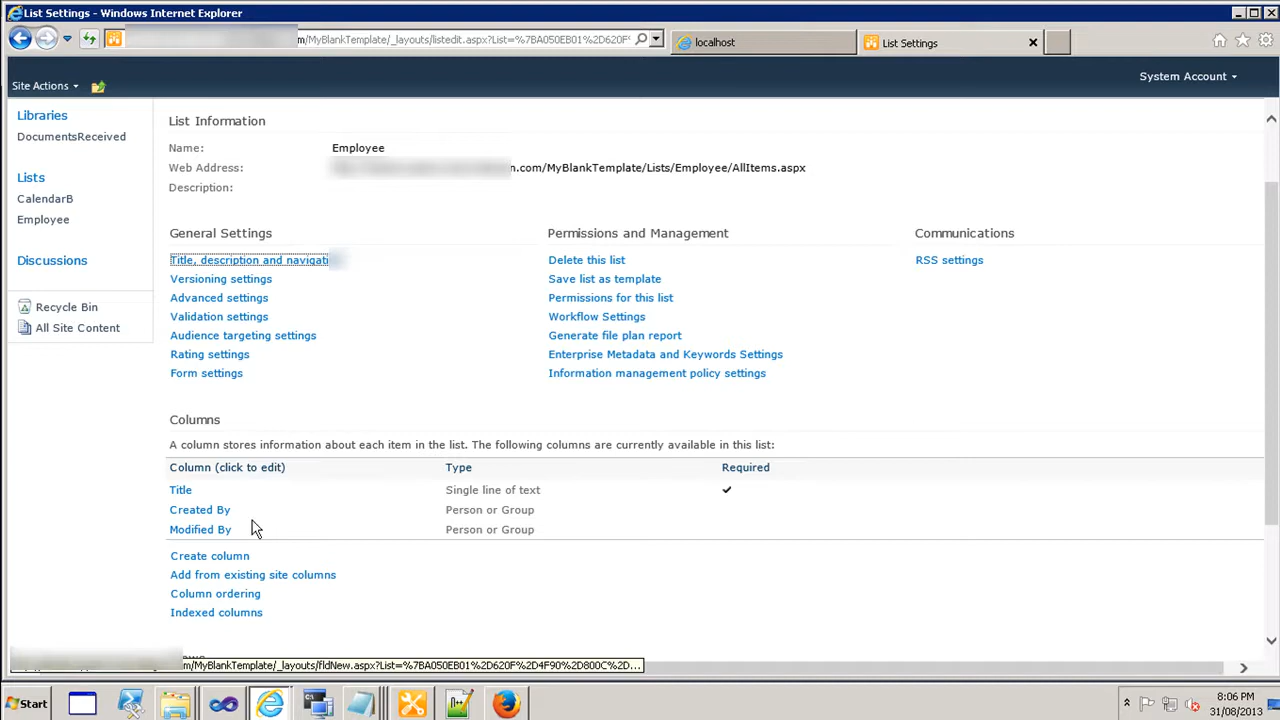 List Settings - Windows Internet Explorer
m/MyBlankTemplate/_layouts/listedit.aspx?List=%7BA050EB01%2D620F%
localhost
List Settings
Site Actions
System Account
Libraries
DocumentsReceived
Lists
CalendarB
Employee
Discussions
Recycle Bin
All Site Content
List Information
Name: Employee
Web Address: n.com/MyBlankTemplate/Lists/Employee/AllItems.aspx
Description:
General Settings
Title, description and navigati
Versioning settings
Advanced settings
Validation settings
Audience targeting settings
Rating settings
Form settings
Permissions and Management
Delete this list
Save list as template
Permissions for this list
Workflow Settings
Generate file plan report
Enterprise Metadata and Keywords Settings
Information management policy settings
Communications
RSS settings
Columns
A column stores information about each item in the list. The following columns are currently available in this list:
Column (click to edit) Type Required
Title Single line of text
Created By Person or Group
Modified By Person or Group
Create column
Add from existing site columns
Column ordering
Indexed columns
com/MyBlankTemplate/_layouts/fldNew.aspx?List=%7BA050EB01%2D620F%2D4F90%2D800C%2D...
Start
8:06 PM
31/08/2013